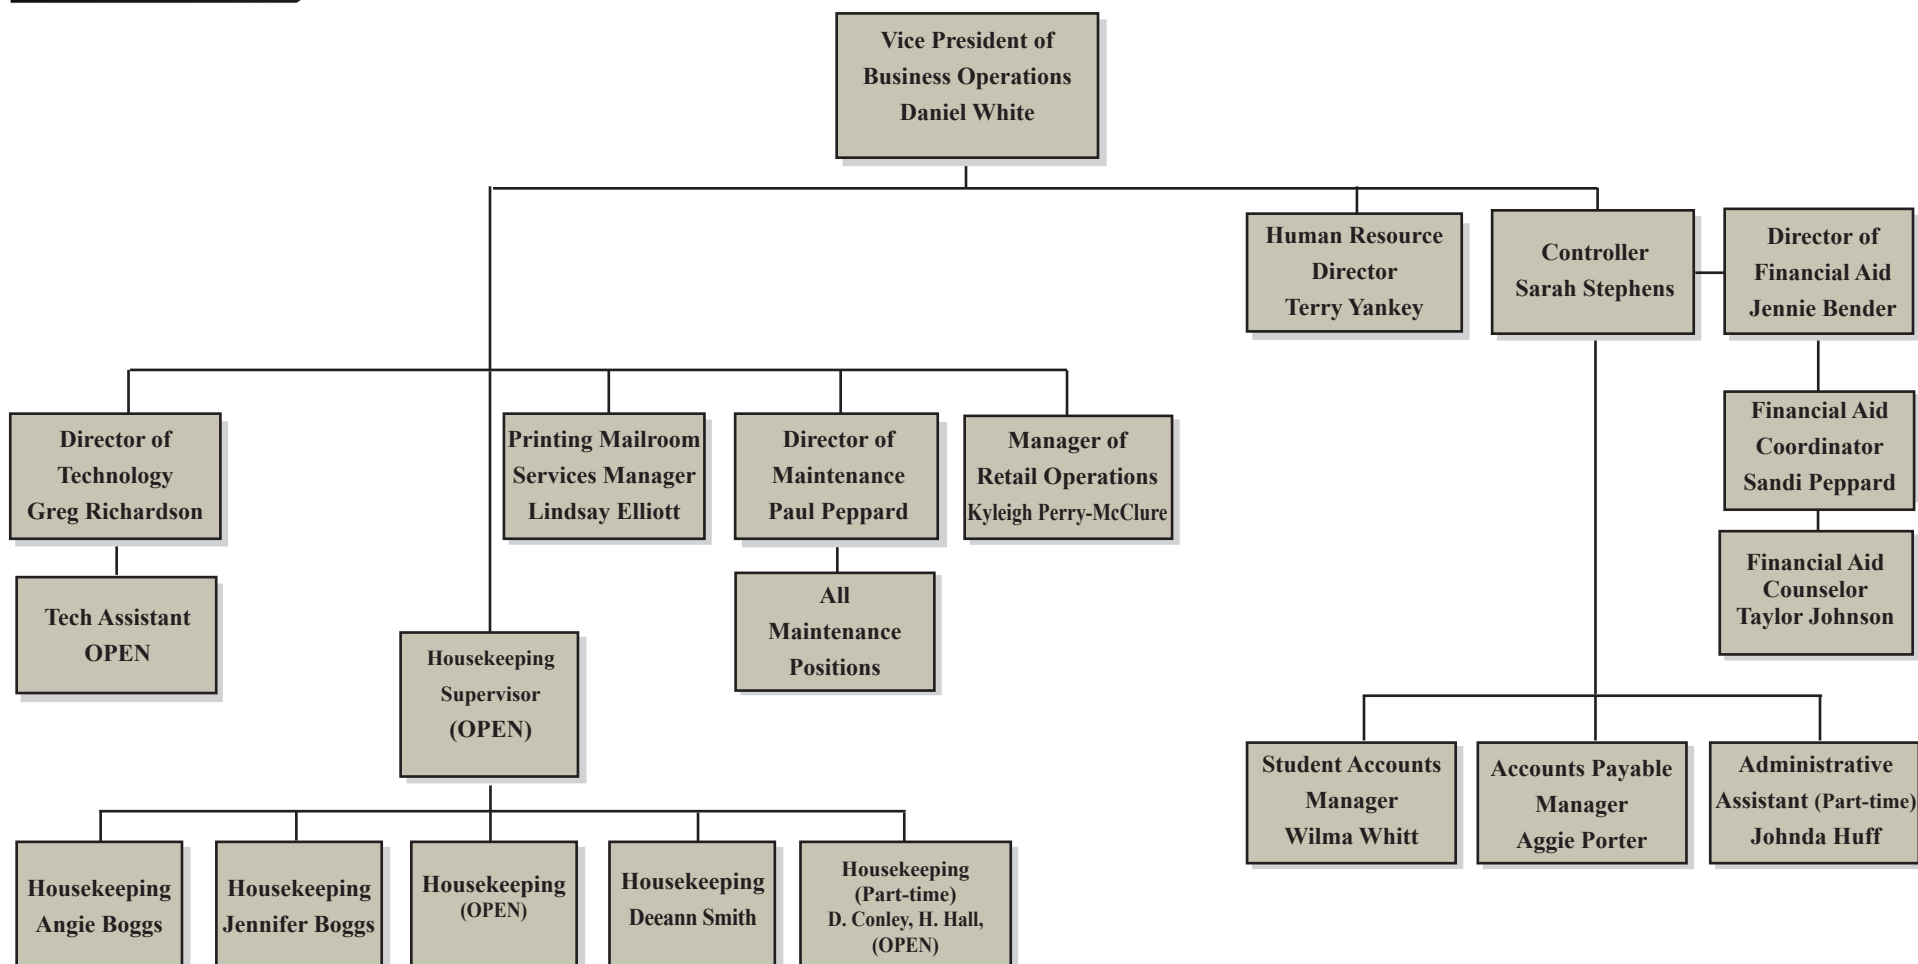 Vice President of
Business Operations
Daniel White
Human Resource
Director
Terry Yankey
Controller
Sarah Stephens
Director of
Financial Aid
Jennie Bender
Financial Aid
Coordinator
Sandi Peppard
Financial Aid
Counselor
Taylor Johnson
Director of
Technology
Greg Richardson
Printing Mailroom
Services Manager
Lindsay Elliott
Director of
Maintenance
Paul Peppard
Manager of
Retail Operations
Kyleigh Perry-McClure
Tech Assistant
OPEN
All
Maintenance
Positions
Housekeeping
Supervisor
(OPEN)
Student Accounts
Manager
Wilma Whitt
Accounts Payable
Manager
Aggie Porter
Administrative
Assistant (Part-time)
Johnda Huff
Housekeeping
Angie Boggs
Housekeeping
Jennifer Boggs
Housekeeping
(OPEN)
Housekeeping
Deeann Smith
Housekeeping
(Part-time)
D. Conley, H. Hall,
(OPEN)